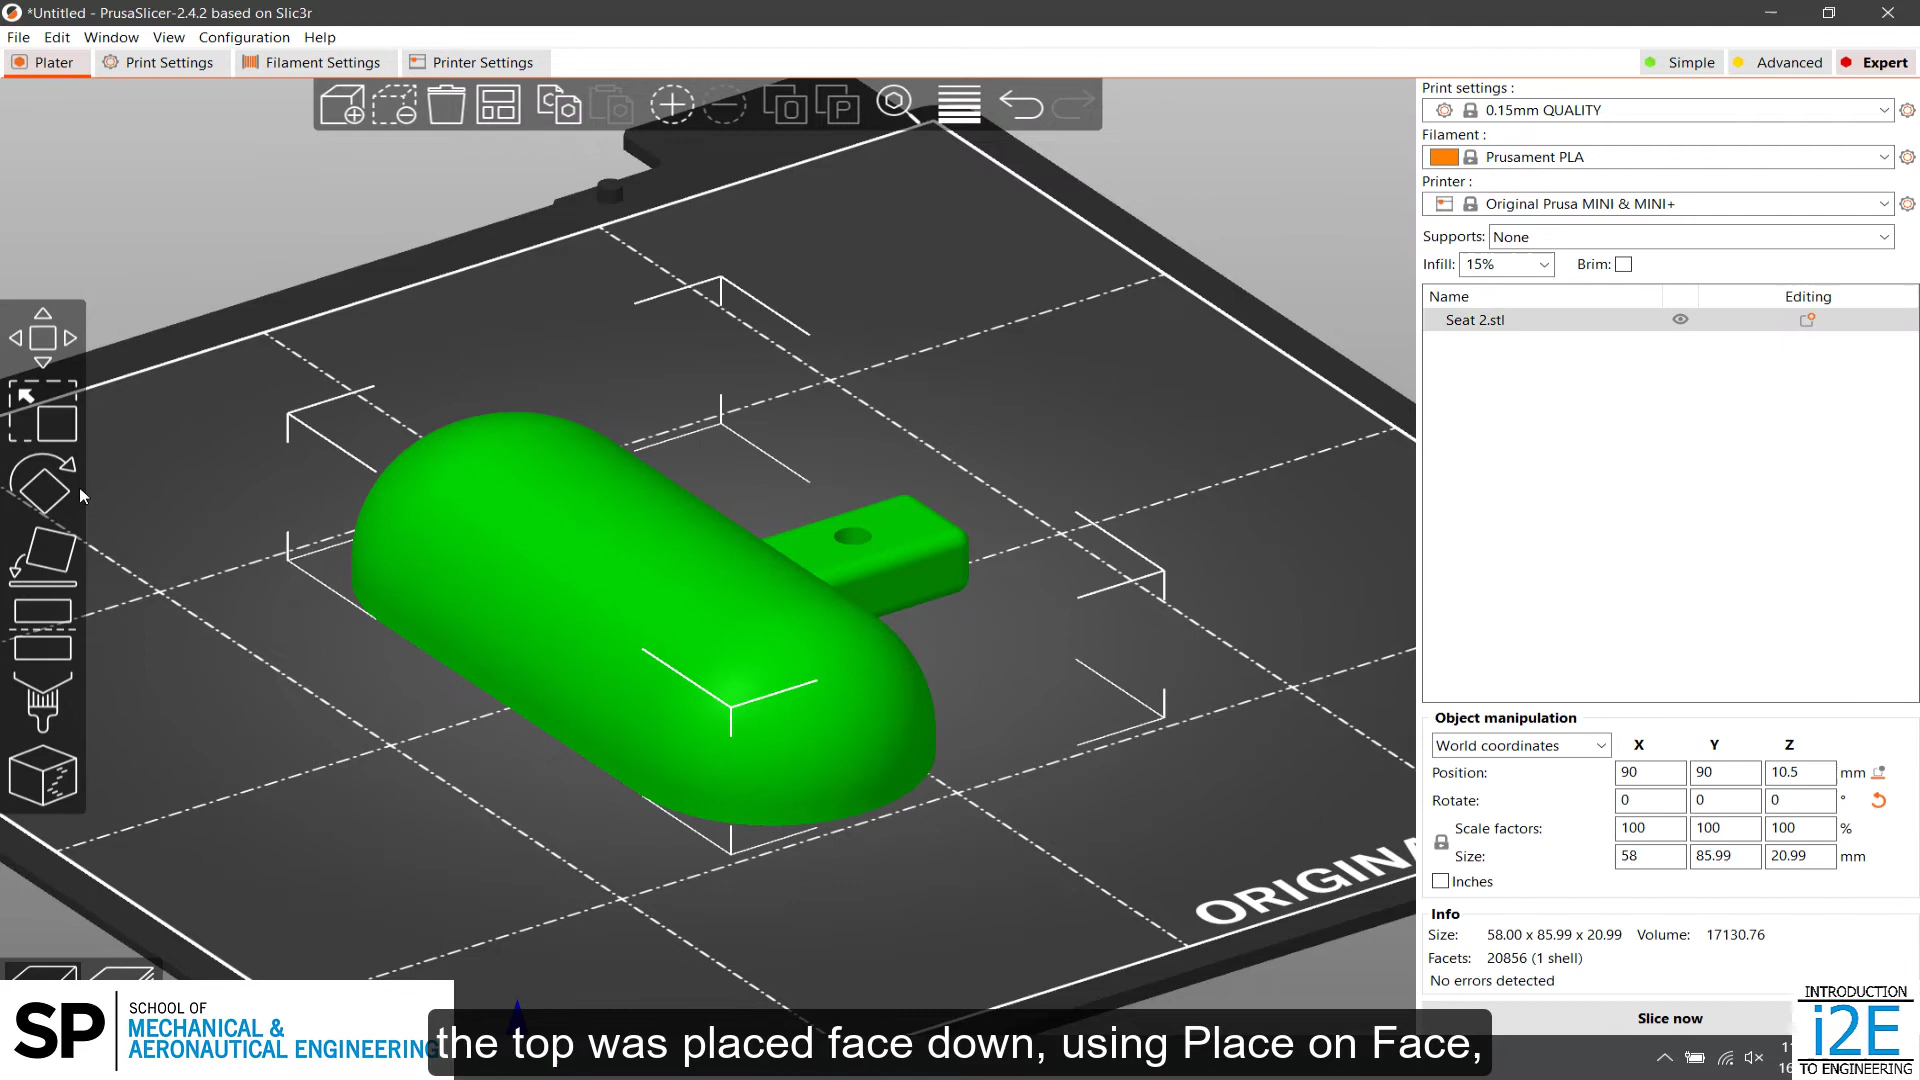 *Untitled - PrusaSlicer-2.4.2 based on Slic3r
File Edit Window View Configuration Help
Plater Print Settings Filament Settings Printer Settings Simple Advanced Expert
Print settings :
0.15mm QUALITY
Filament :
Prusament PLA
Printer :
Original Prusa MINI & MINI+
Supports: None
Infill: 15% Brim:
Name Editing
Seat 2.stl
Object manipulation
World coordinates X Y Z
Position: 90 90 10.5 mm
Rotate: 0 0 0 °
Scale factors: 100 100 100 %
Size: 58 85.99 20.99 mm
Inches
Info
Size: 58.00 x 85.99 x 20.99 Volume: 17130.76
Facets: 20856 (1 shell)
No errors detected
Slice now
SP
SCHOOL OF
MECHANICAL &
AERONAUTICAL ENGINEERING
the top was placed face down, using Place on Face,
INTRODUCTION
i2E
TO ENGINEERING